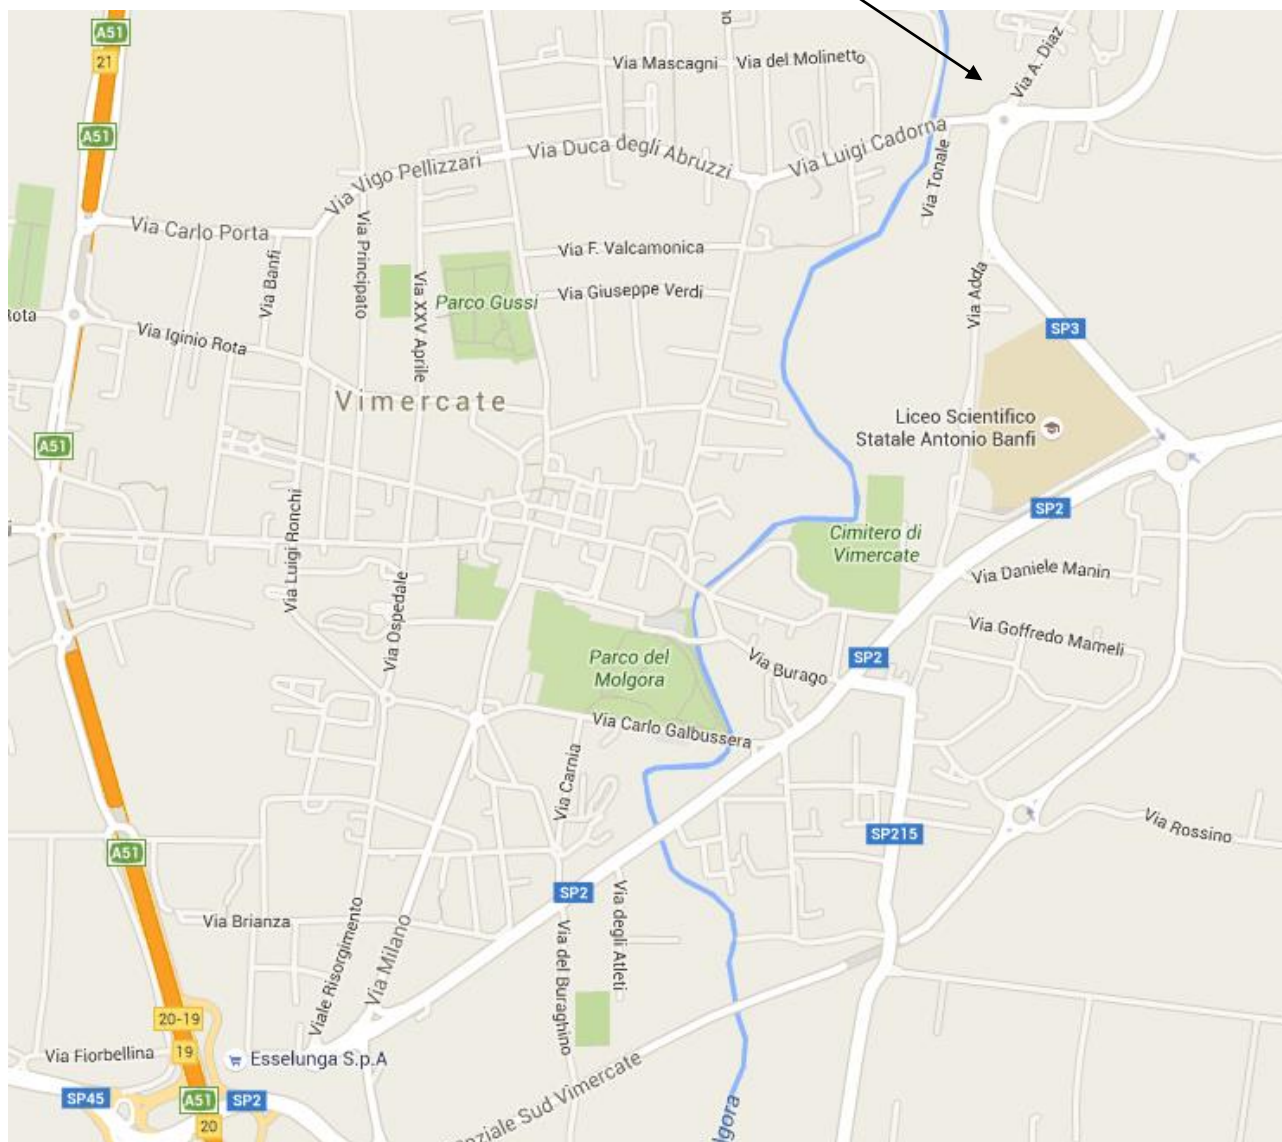 A51
21
Via Mascagni
Via del Molinetto
Via A. Diaz
A51
Via Duca degli Abruzzi
Via Luigi Cadorna
Via Vigo Pellizzari
Via Tonale
Via Carlo Porta
Via Principato
Via Banfi
Via F. Valcamonica
Via XXV Aprile
Parco Gussi
Via Giuseppe Verdi
Via Adda
SP3
Via Iginio Rota
Vimercate
Liceo Scientifico
Statale Antonio Banfi
A51
SP2
Via Luigi Ronchi
Cimitero di
Vimercate
Via Daniele Manin
Via Ospedale
Via Goffredo Mameli
Parco del
Molgora
Via Burago
SP2
Via Carlo Galbussera
Via Carnia
SP215
Via Rossino
A51
SP2
Via Brianza
Viale Risorgimento
Via Milano
Via degli Atleti
Via del Buraghino
20-19
Via Fiorbellina
19
Esselunga S.p.A
SP45
A51
SP2
20
Sud Vimercate